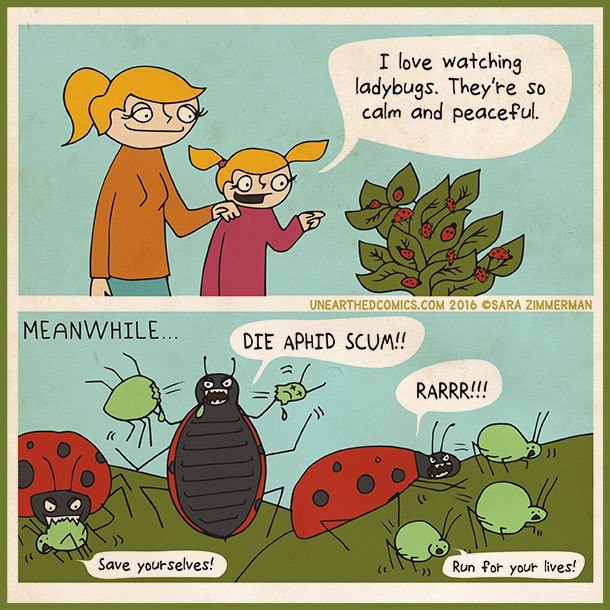 I love watching
ladybugs. They're so
calm and peaceful.
UNEARTHEDCOMICS.COM 2016 ©SARA ZIMMERMAN
MEANWHILE...
DIE APHID SCUM!!
RARRR!!!
Save yourselves!
Run for your lives!